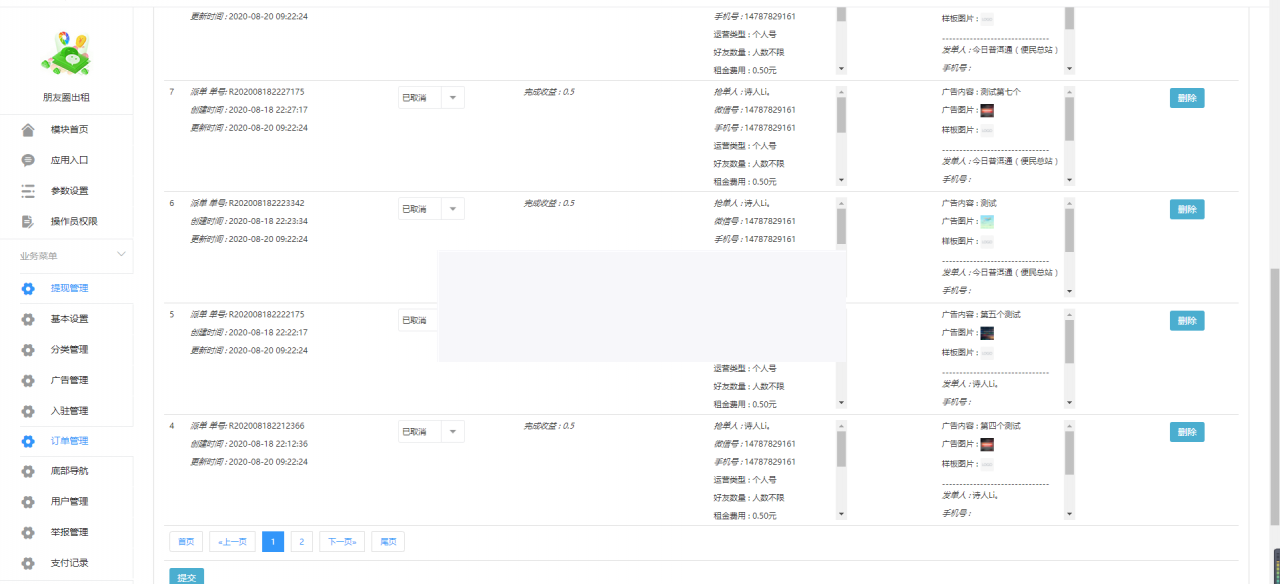 朋友圈出租
模块首页
应用入口
参数设置
操作员权限
业务菜单
提现管理
基本设置
分类管理
广告管理
入驻管理
订单管理
底部导航
用户管理
举报管理
支付记录
更新时间 : 2020-08-20 09:22:24
手机号 : 14787829161
运营类型 : 个人号
好友数量 : 人数不限
租金费用 : 0.50元
样板图片 :
------------------------------
发单人 : 今日普洱通（便民总站）
手机号 :
7
派单 单号: R202008182227175
创建时间 : 2020-08-18 22:27:17
更新时间 : 2020-08-20 09:22:24
已取消
完成收益 : 0.5
抢单人 : 诗人Li。
微信号 : 14787829161
手机号 : 14787829161
运营类型 : 个人号
好友数量 : 人数不限
租金费用 : 0.50元
广告内容 : 测试第七个
广告图片 :
样板图片 :
------------------------------
发单人 : 今日普洱通（便民总站）
手机号 :
删除
6
派单 单号: R202008182223342
创建时间 : 2020-08-18 22:23:34
更新时间 : 2020-08-20 09:22:24
已取消
完成收益 : 0.5
抢单人 : 诗人Li。
微信号 : 14787829161
手机号 : 14787829161
广告内容 : 测试
广告图片 :
样板图片 :
------------------------------
发单人 : 今日普洱通（便民总站）
手机号 :
删除
5
派单 单号: R202008182222175
创建时间 : 2020-08-18 22:22:17
更新时间 : 2020-08-20 09:22:24
已取消
运营类型 : 个人号
好友数量 : 人数不限
租金费用 : 0.50元
广告内容 : 第五个测试
广告图片 :
样板图片 :
------------------------------
发单人 : 诗人Li。
手机号 :
删除
4
派单 单号: R202008182212366
创建时间 : 2020-08-18 22:12:36
更新时间 : 2020-08-20 09:22:24
已取消
完成收益 : 0.5
抢单人 : 诗人Li。
微信号 : 14787829161
手机号 : 14787829161
运营类型 : 个人号
好友数量 : 人数不限
租金费用 : 0.50元
广告内容 : 第四个测试
广告图片 :
样板图片 :
------------------------------
发单人 : 诗人Li。
手机号 :
删除
首页 «上一页 1 2 下一页» 尾页
提交